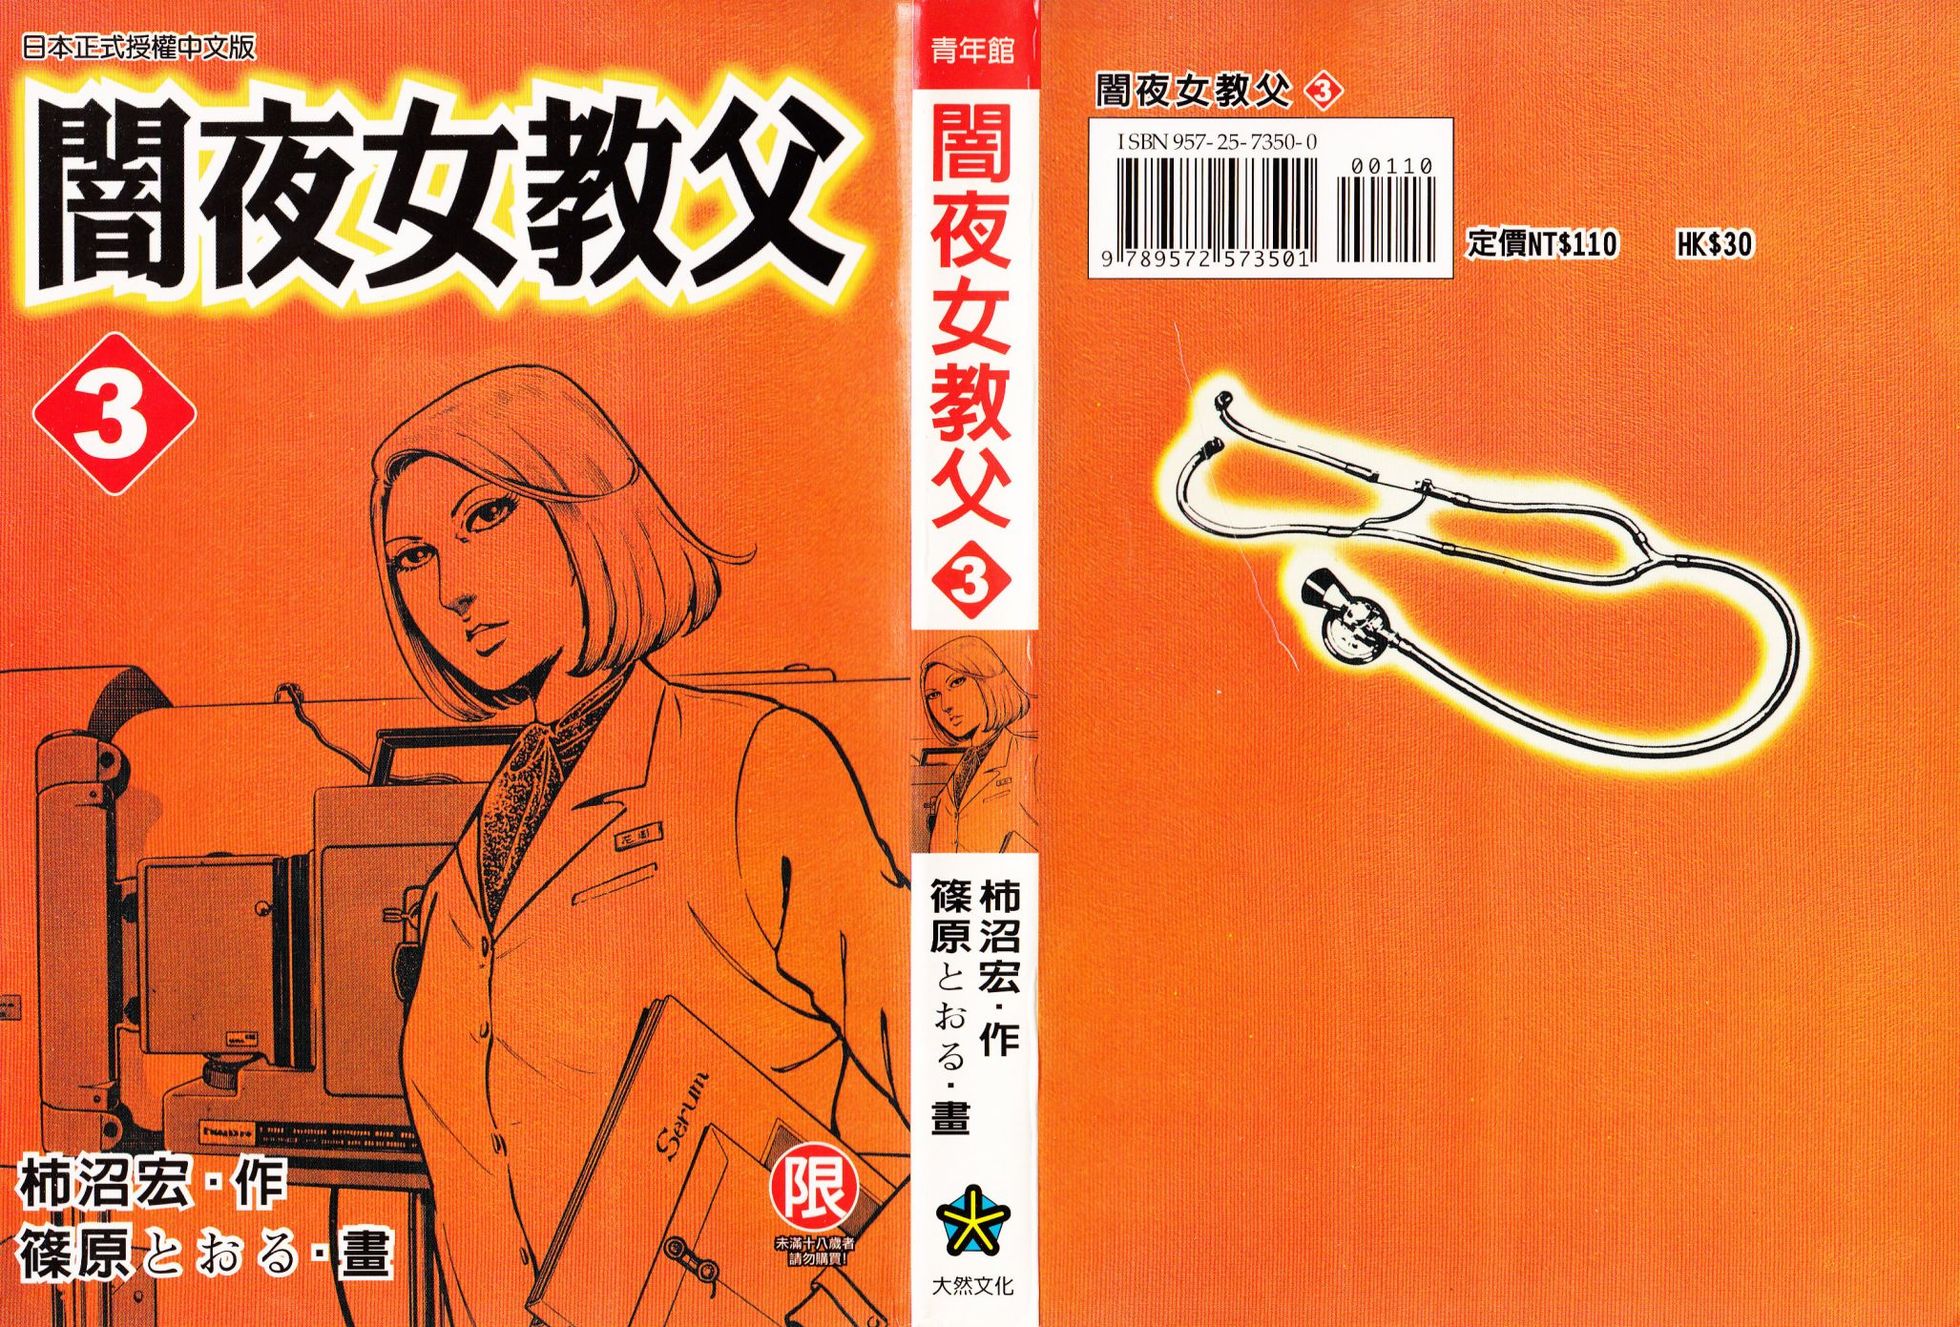 日本正式授權中文版
闇夜女教父
3
花園
Serum
柿沼宏·作
篠原とおる·畫
限
未滿十八歲者
請勿購買!
青年館
闇夜女教父
3
柿沼宏·作
篠原とおる·畫
大然文化
闇夜女教父 3
ISBN 957-25-7350-0
00110
9 789572 573501
定價NT$110 HK$30